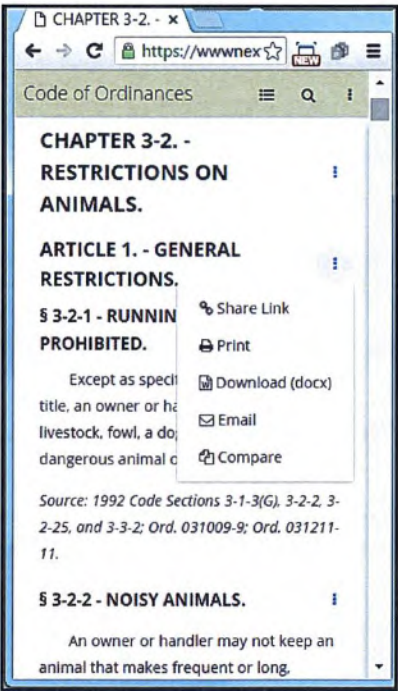 CHAPTER 3-2. - ×
https://wwwnex
NEW
Code of Ordinances
CHAPTER 3-2. -
RESTRICTIONS ON
ANIMALS.
ARTICLE 1. - GENERAL
RESTRICTIONS.
§ 3-2-1 - RUNNIN
PROHIBITED.
Share Link
Print
Download (docx)
Email
Compare
Except as specif
title, an owner or ha
livestock, fowl, a do
dangerous animal o
Source: 1992 Code Sections 3-1-3(G), 3-2-2, 3-
2-25, and 3-3-2; Ord. 031009-9; Ord. 031211-
11.
§ 3-2-2 - NOISY ANIMALS.
An owner or handler may not keep an
animal that makes frequent or long,